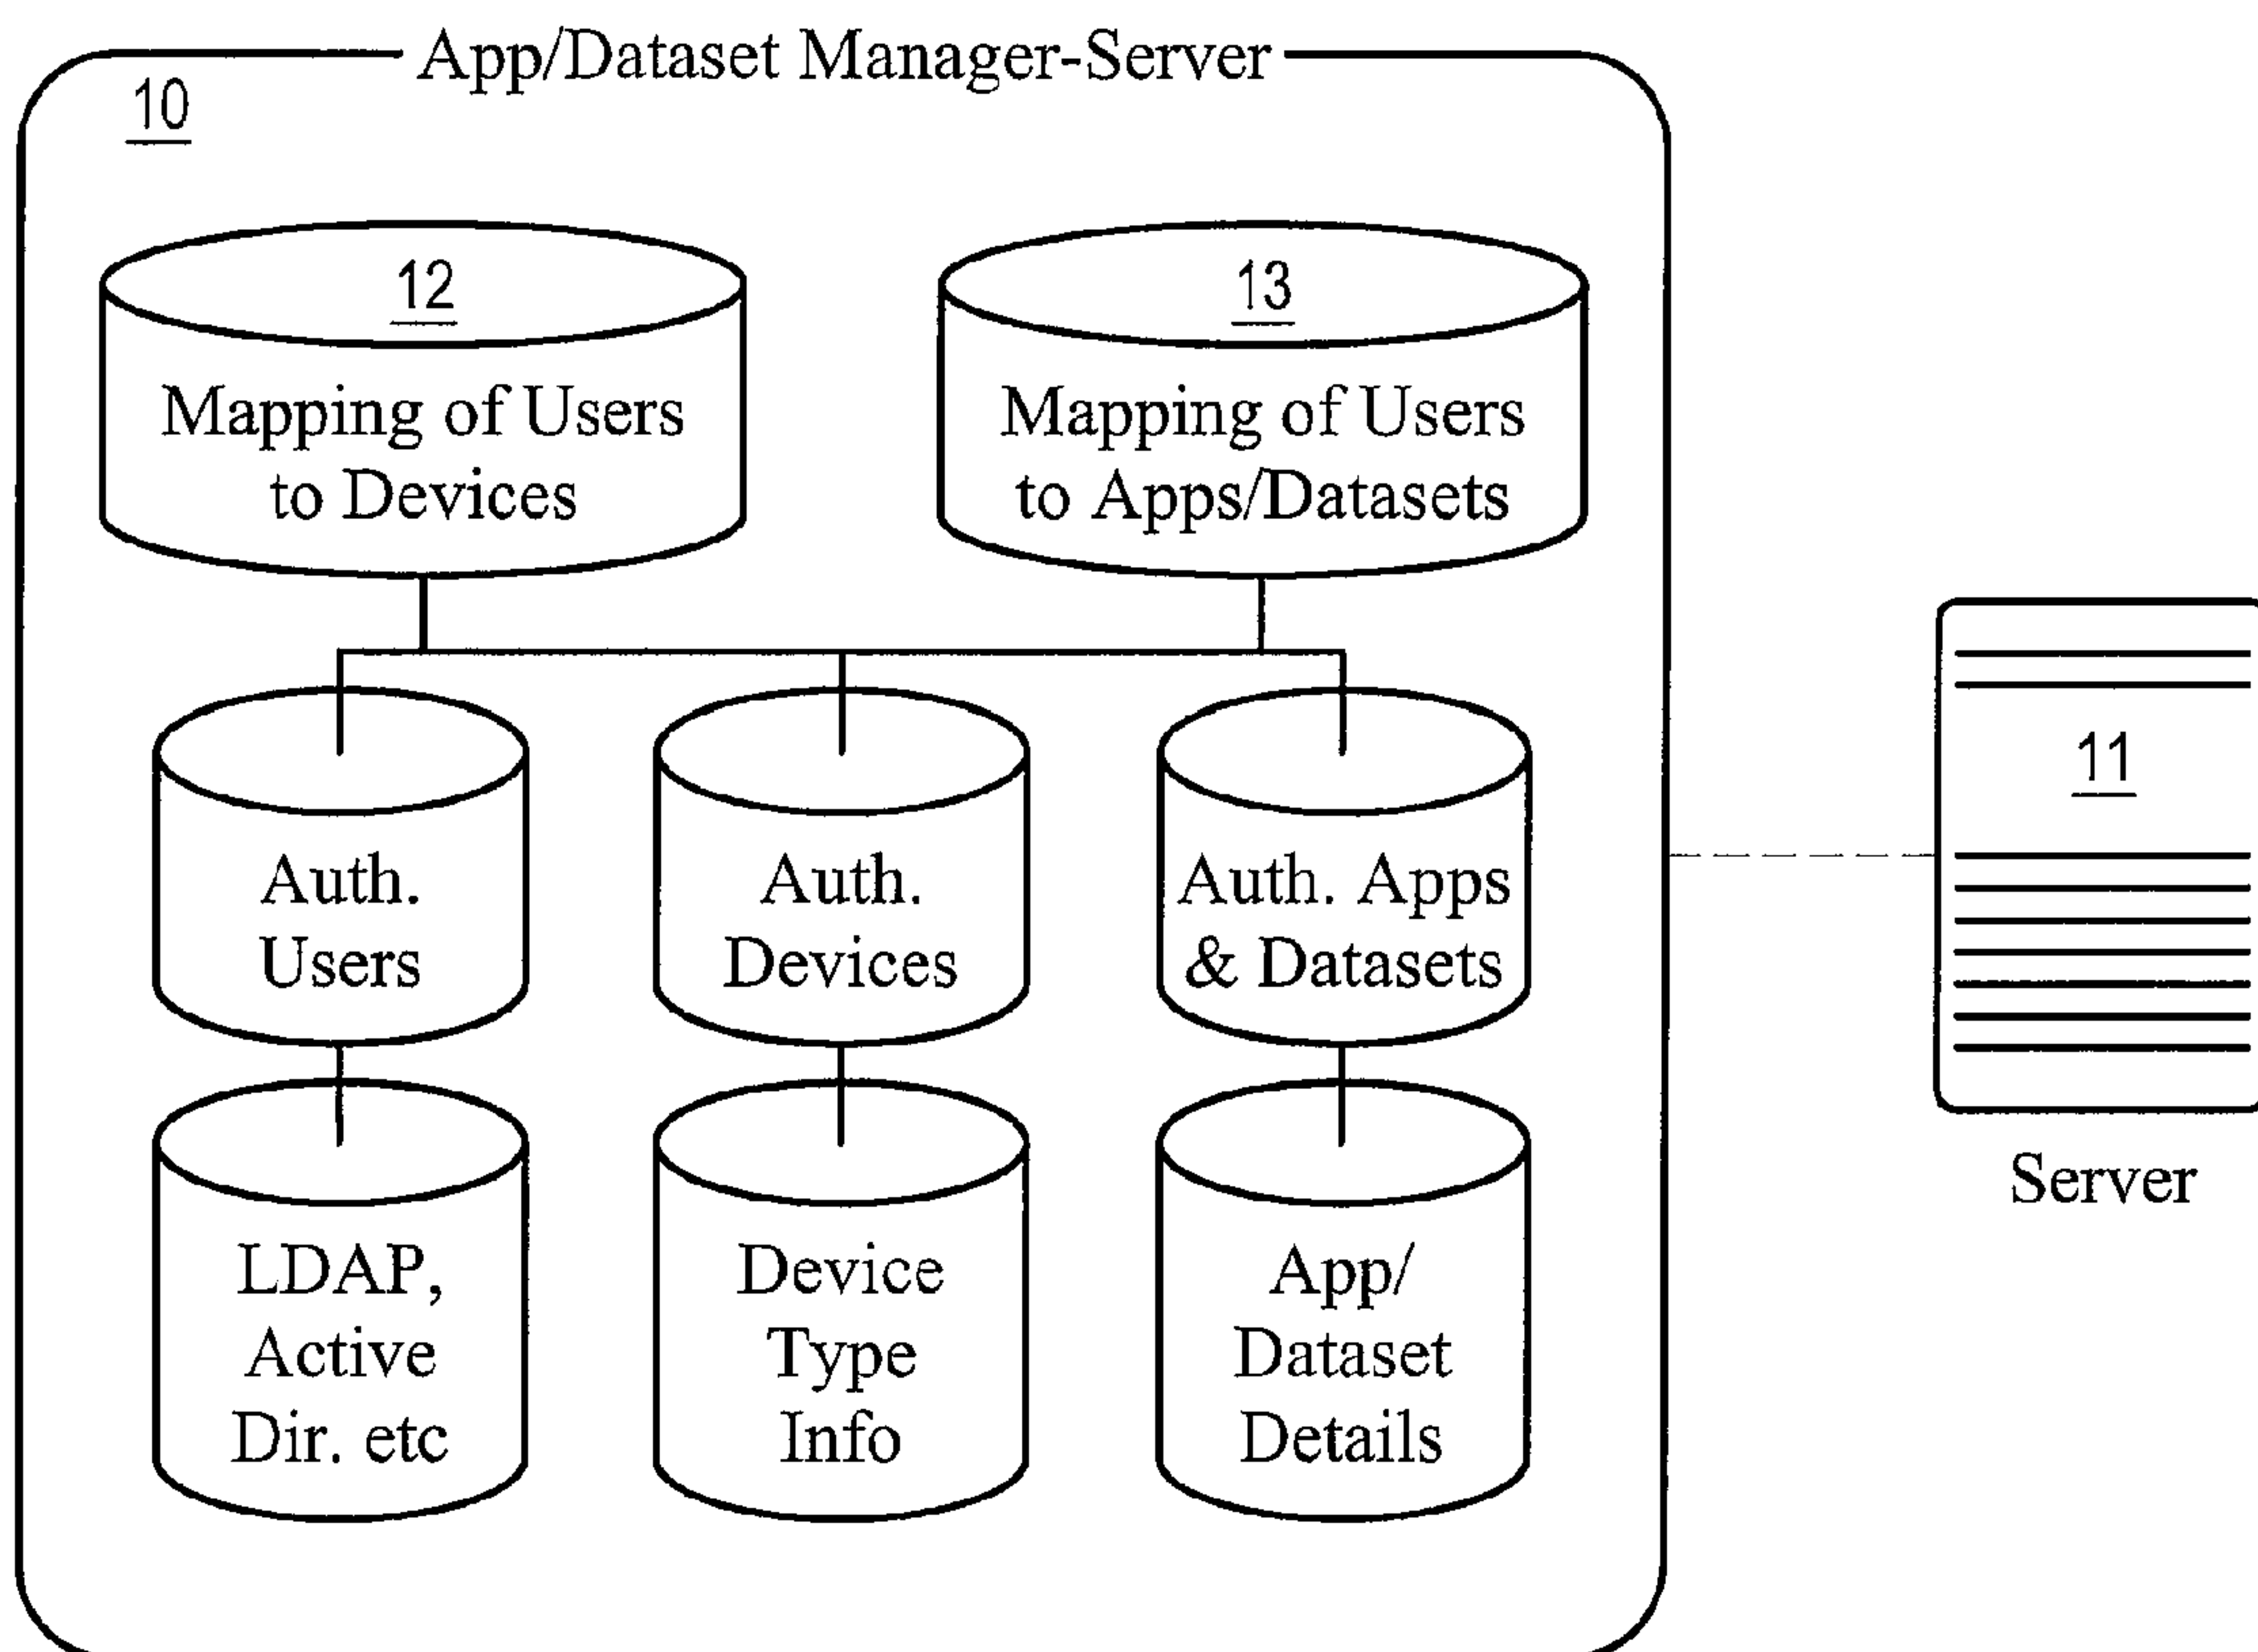 App/Dataset Manager-Server
10
12
Mapping of Users
to Devices
13
Mapping of Users
to Apps/Datasets
Auth.
Users
Auth.
Devices
Auth. Apps
& Datasets
LDAP,
Active
Dir. etc
Device
Type
Info
App/
Dataset
Details
11
Server